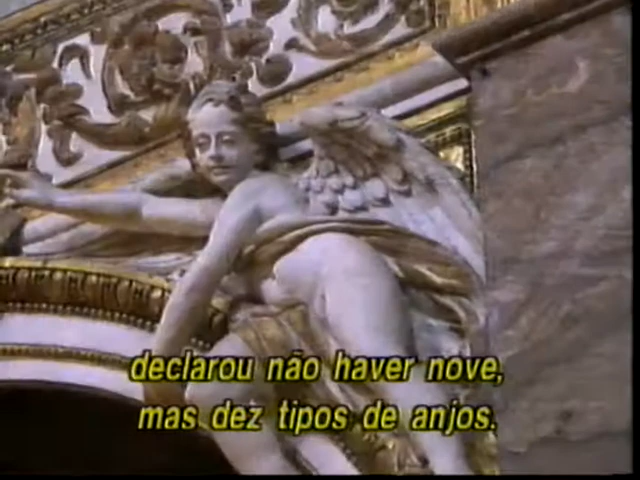 declarou não haver nove,
mas dez tipos de anjos.